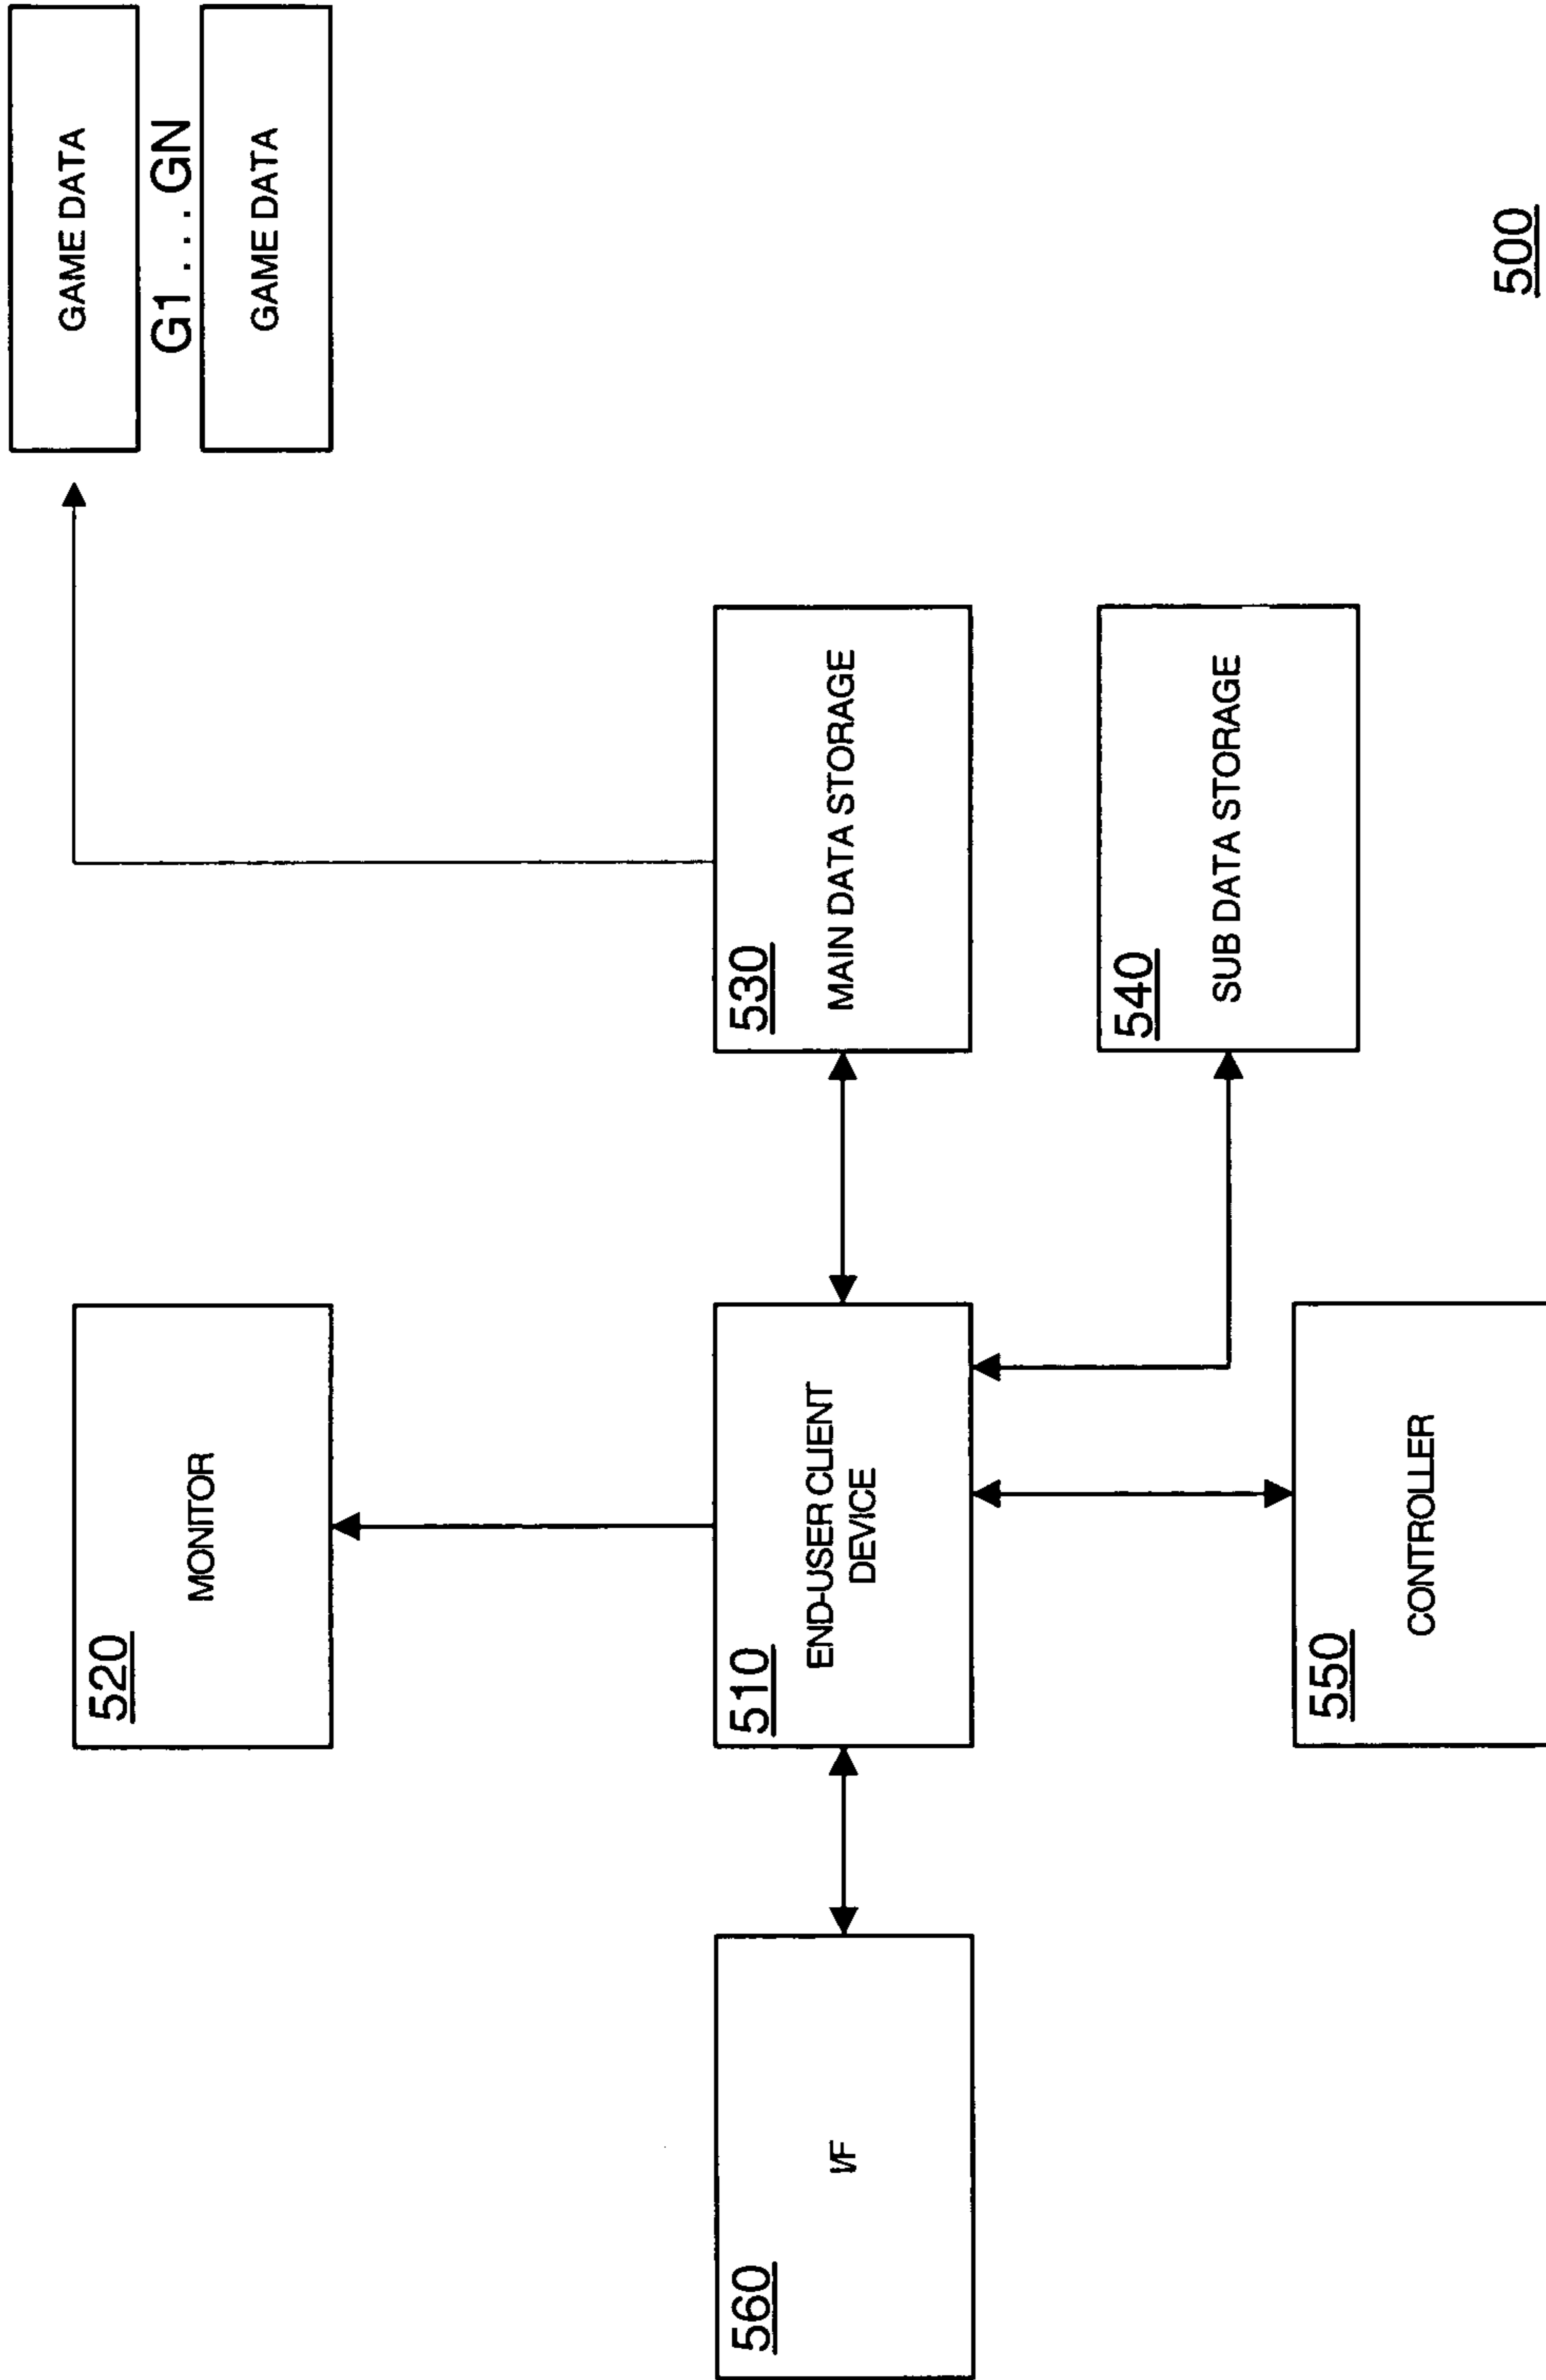 520
MONITOR
GAME DATA
G1 . . . . GN
GAME DATA
560
I/F
510
END-USER CLIENT
DEVICE
530
MAIN DATA STORAGE
540
SUB DATA STORAGE
550
CONTROLLER
500